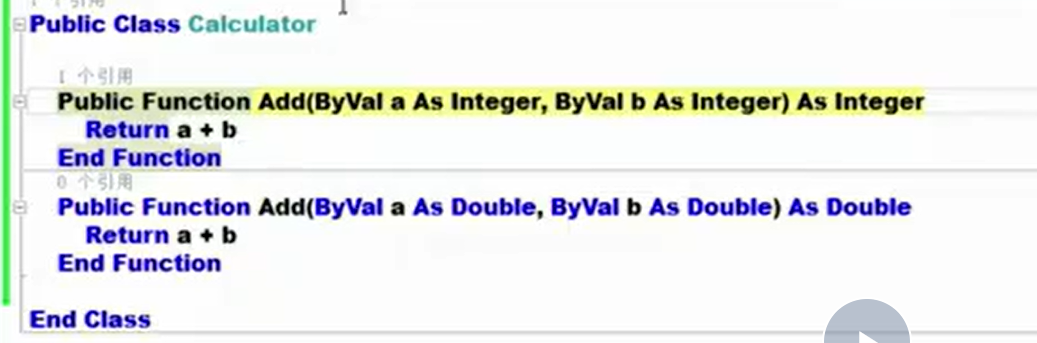 Public Class Calculator
1 个引用
Public Function Add(ByVal a As Integer, ByVal b As Integer) As Integer
Return a + b
End Function
0 个引用
Public Function Add(ByVal a As Double, ByVal b As Double) As Double
Return a + b
End Function
End Class